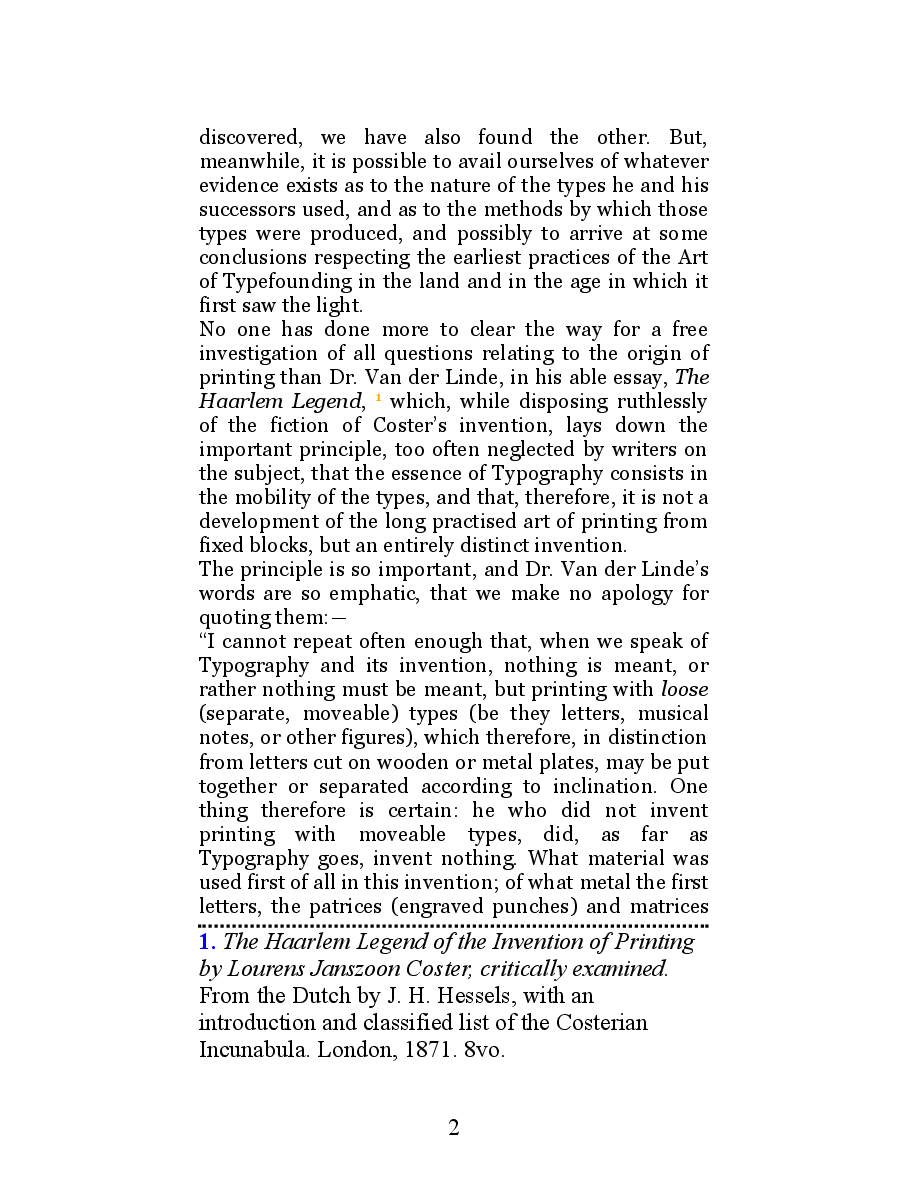 discovered, we have also found the other. But,
meanwhile, it is possible to avail ourselves of whatever
evidence exists as to the nature of the types he and his
successors used, and as to the methods by which those
types were produced, and possibly to arrive at some
conclusions respecting the earliest practices of the Art
of Typefounding in the land and in the age in which it
first saw the light.
No one has done more to clear the way for a free
investigation of all questions relating to the origin of
printing than Dr. Van der Linde, in his able essay, The
Haarlem Legend, 1 which, while disposing ruthlessly
of the fiction of Coster’s invention, lays down the
important principle, too often neglected by writers on
the subject, that the essence of Typography consists in
the mobility of the types, and that, therefore, it is not a
development of the long practised art of printing from
fixed blocks, but an entirely distinct invention.
The principle is so important, and Dr. Van der Linde’s
words are so emphatic, that we make no apology for
quoting them:—
“I cannot repeat often enough that, when we speak of
Typography and its invention, nothing is meant, or
rather nothing must be meant, but printing with loose
(separate, moveable) types (be they letters, musical
notes, or other figures), which therefore, in distinction
from letters cut on wooden or metal plates, may be put
together or separated according to inclination. One
thing therefore is certain: he who did not invent
printing with moveable types, did, as far as
Typography goes, invent nothing. What material was
used first of all in this invention; of what metal the first
letters, the patrices (engraved punches) and matrices
1. The Haarlem Legend of the Invention of Printing
by Lourens Janszoon Coster, critically examined.
From the Dutch by J. H. Hessels, with an
introduction and classified list of the Costerian
Incunabula. London, 1871. 8vo.
2